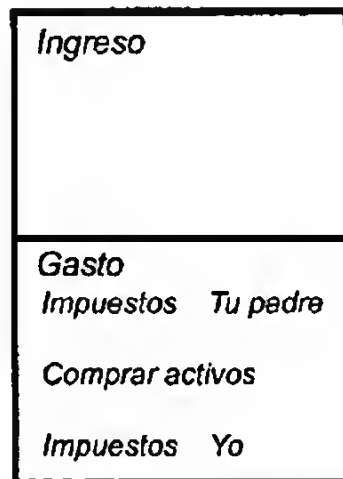 Ingreso
Gasto
Impuestos Tu padre
Comprar activos
Impuestos Yo